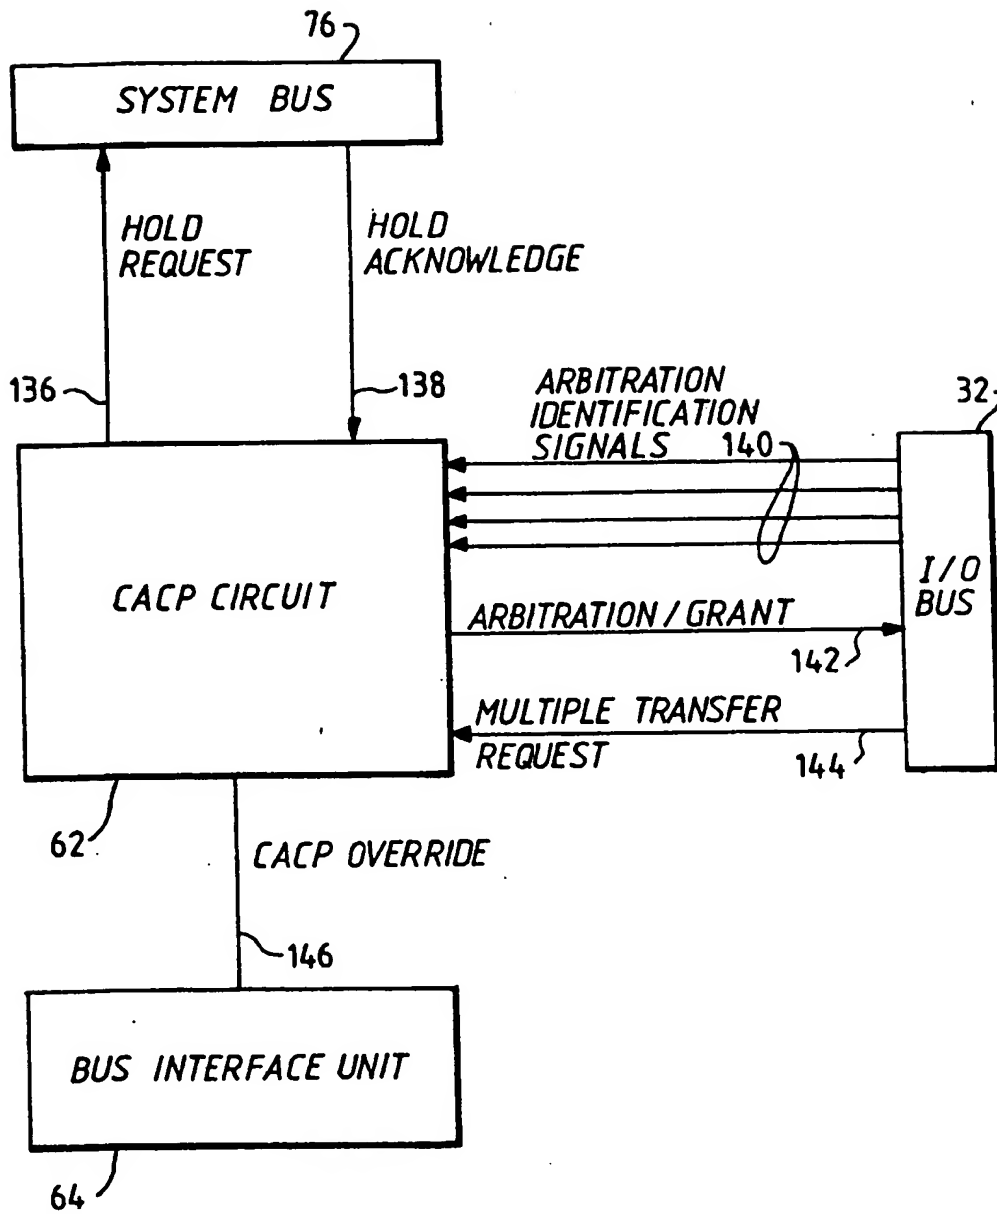 76
SYSTEM BUS
HOLD
REQUEST
HOLD
ACKNOWLEDGE
136
138
ARBITRATION
IDENTIFICATION
SIGNALS
140
32
CACP CIRCUIT
I/O
BUS
ARBITRATION/GRANT
142
MULTIPLE TRANSFER
REQUEST
144
62
CACP OVERRIDE
146
BUS INTERFACE UNIT
64